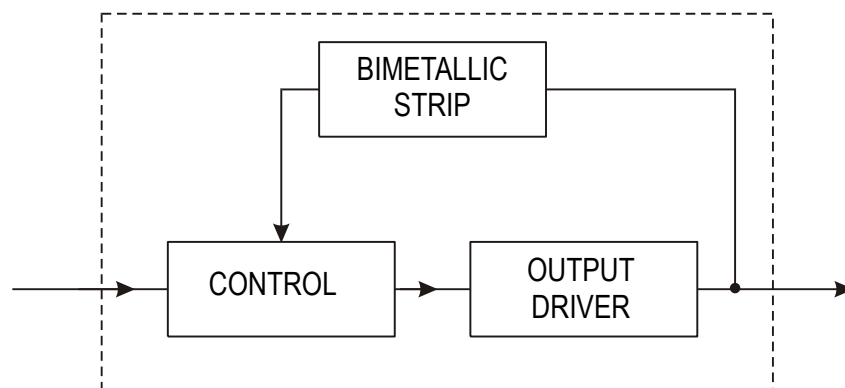 BIMETALLIC
STRIP
CONTROL
OUTPUT
DRIVER